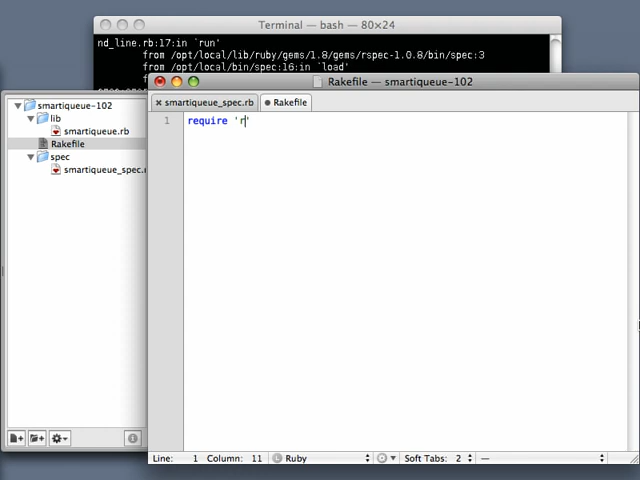 Terminal — bash — 80×24
nd_line.rb:17:in `run'
from /opt/local/lib/ruby/gems/1.8/gems/rspec-1.0.8/bin/spec:3
from /opt/local/bin/spec:16:in `load'
Rakefile — smartiqueue-102
smartiqueue_spec.rb
Rakefile
smartiqueue-102
lib
smartiqueue.rb
Rakefile
spec
smartiqueue_spec.r
1 require 'r'
Line: 1 Column: 11 Ruby Soft Tabs: 2 —